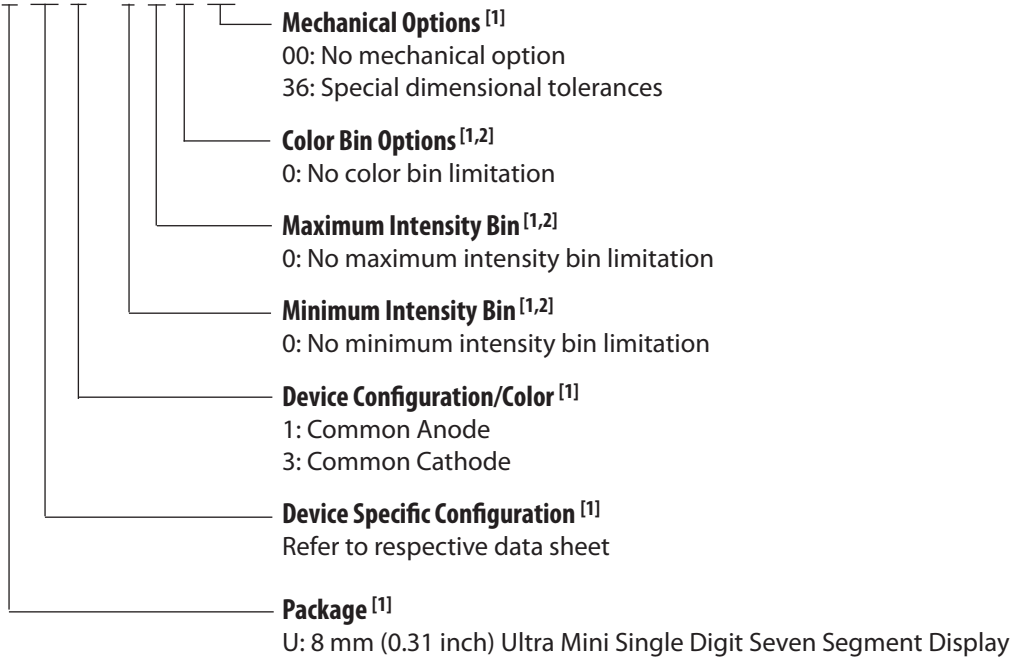 Mechanical Options [1]
00: No mechanical option
36: Special dimensional tolerances
Color Bin Options [1,2]
0: No color bin limitation
Maximum Intensity Bin [1,2]
0: No maximum intensity bin limitation
Minimum Intensity Bin [1,2]
0: No minimum intensity bin limitation
Device Configuration/Color [1]
1: Common Anode
3: Common Cathode
Device Specific Configuration [1]
Refer to respective data sheet
Package [1]
U: 8 mm (0.31 inch) Ultra Mini Single Digit Seven Segment Display